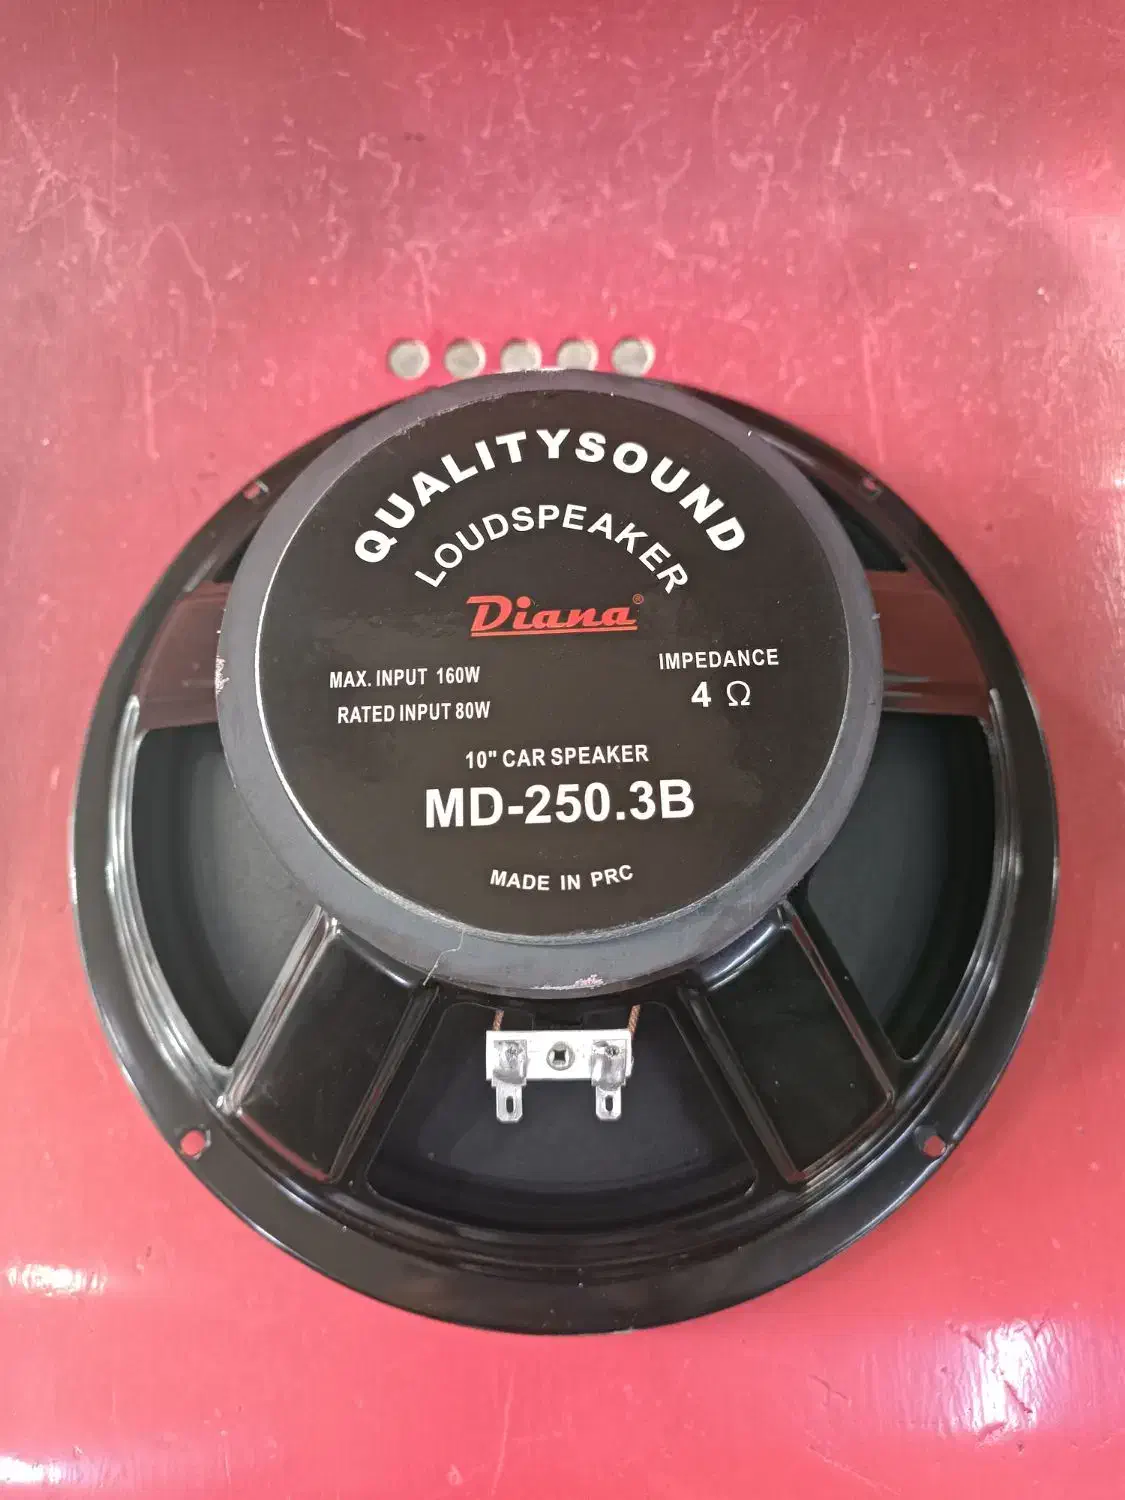 QUALITYSOUND
LOUDSPEAKER
Diana®
MAX. INPUT 160W
RATED INPUT 80W
IMPEDANCE
4 Ω
10" CAR SPEAKER
MD-250.3B
MADE IN PRC